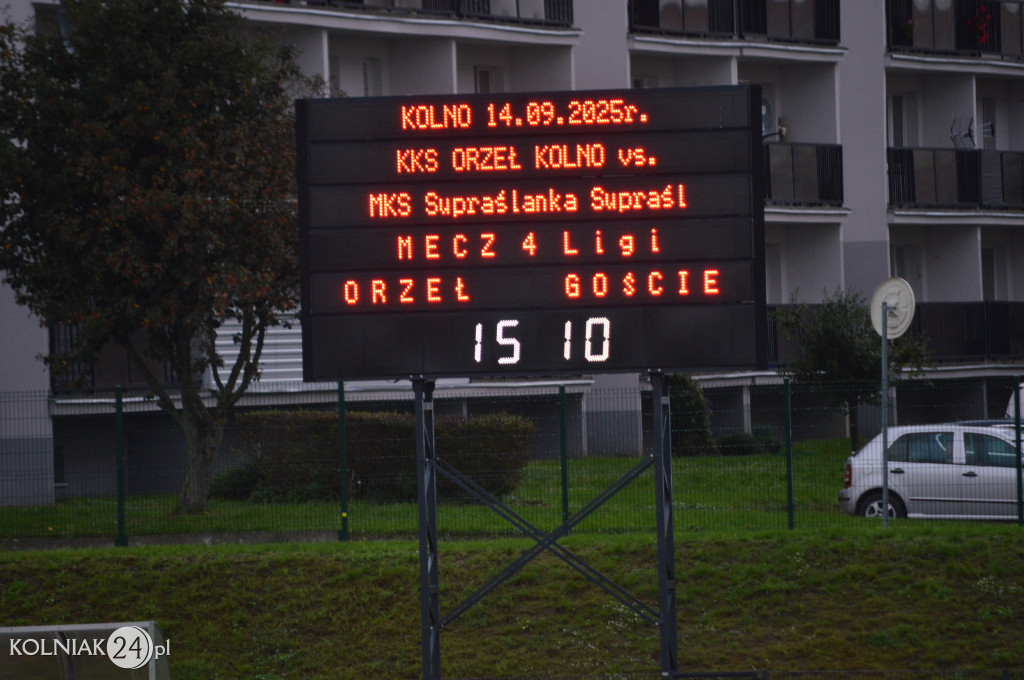 KOLNO 14.09.2025r.
KKS ORZEŁ KOLNO vs.
MKS Supraślanka Supraśl
MECZ 4 Ligi
ORZEŁ GOŚCIE
15 10
KOLNIAK24.pl